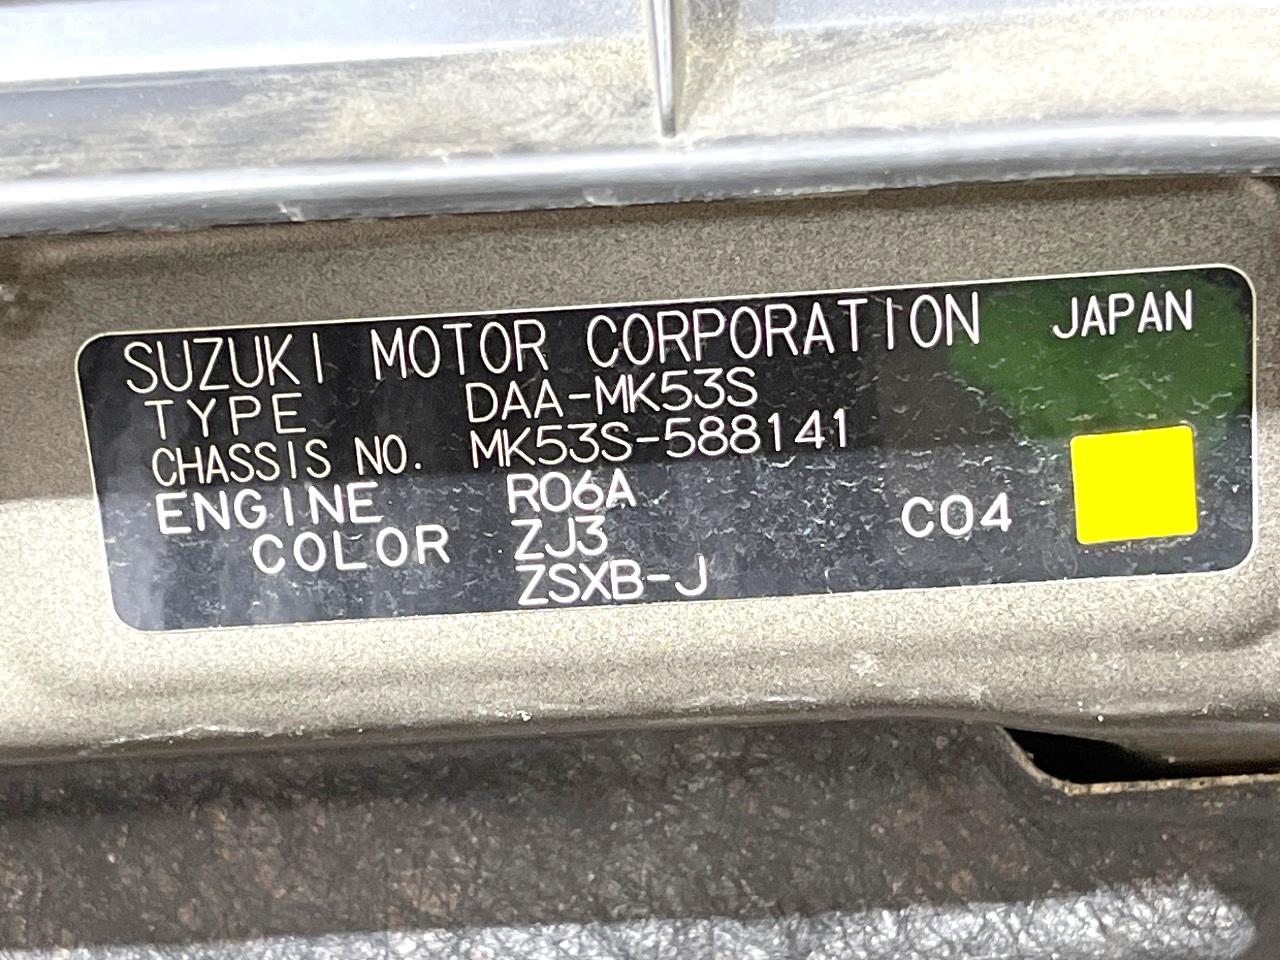 SUZUKI MOTOR CORPORATION JAPAN
TYPE DAA-MK53S
CHASSIS NO. MK53S-588141
ENGINE R06A
COLOR ZJ3 C04
ZSXB-J